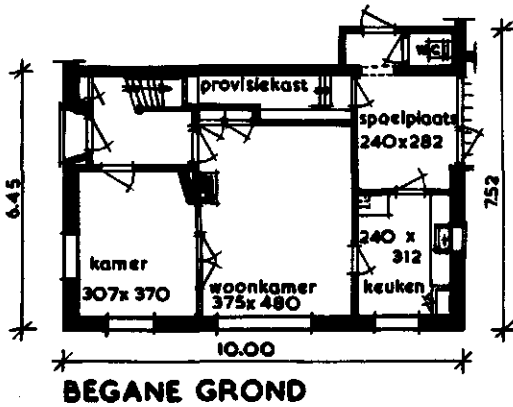 wc
provisiekast
spoelplaats
240x282
6.45
7.52
240 x
312
kamer
307x 370
woonkamer
375x 480
keuken
10.00
BEGANE GROND